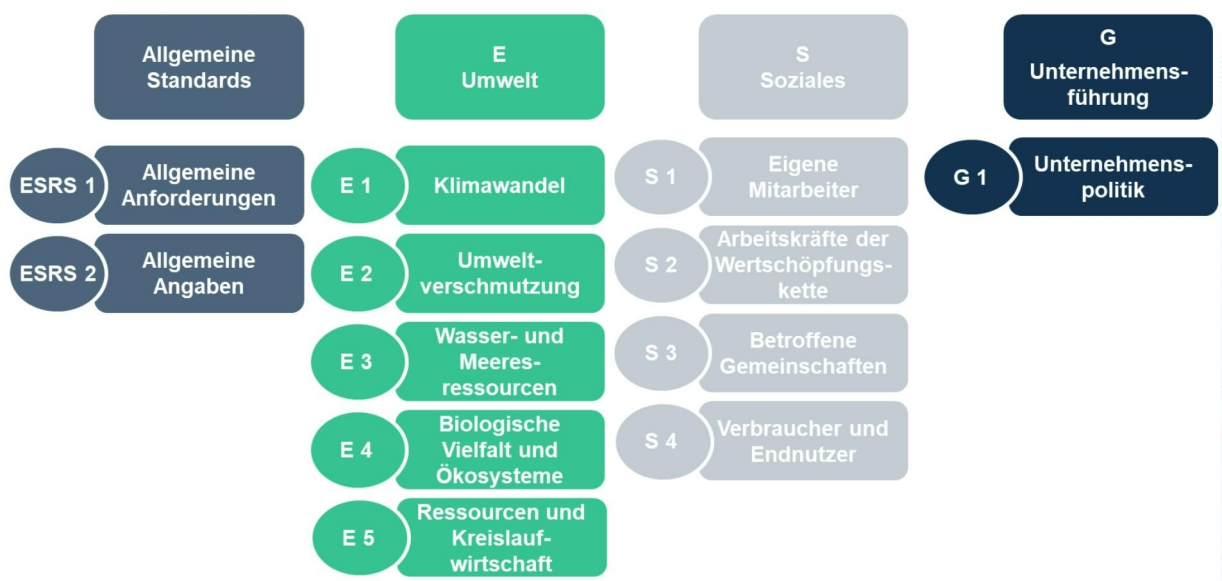 Allgemeine
Standards
ESRS 1
Allgemeine
Anforderungen
ESRS 2
Allgemeine
Angaben
E
Umwelt
E 1
Klimawandel
E 2
Umwelt-
verschmutzung
E 3
Wasser- und
Meeres-
ressourcen
E 4
Biologische
Vielfalt und
Ökosysteme
E 5
Ressourcen und
Kreislauf-
wirtschaft
S
Soziales
S 1
Eigene
Mitarbeiter
S 2
Arbeitskräfte der
Wertschöpfungs-
kette
S 3
Betroffene
Gemeinschaften
S 4
Verbraucher und
Endnutzer
G
Unternehmens-
führung
G 1
Unternehmens-
politik